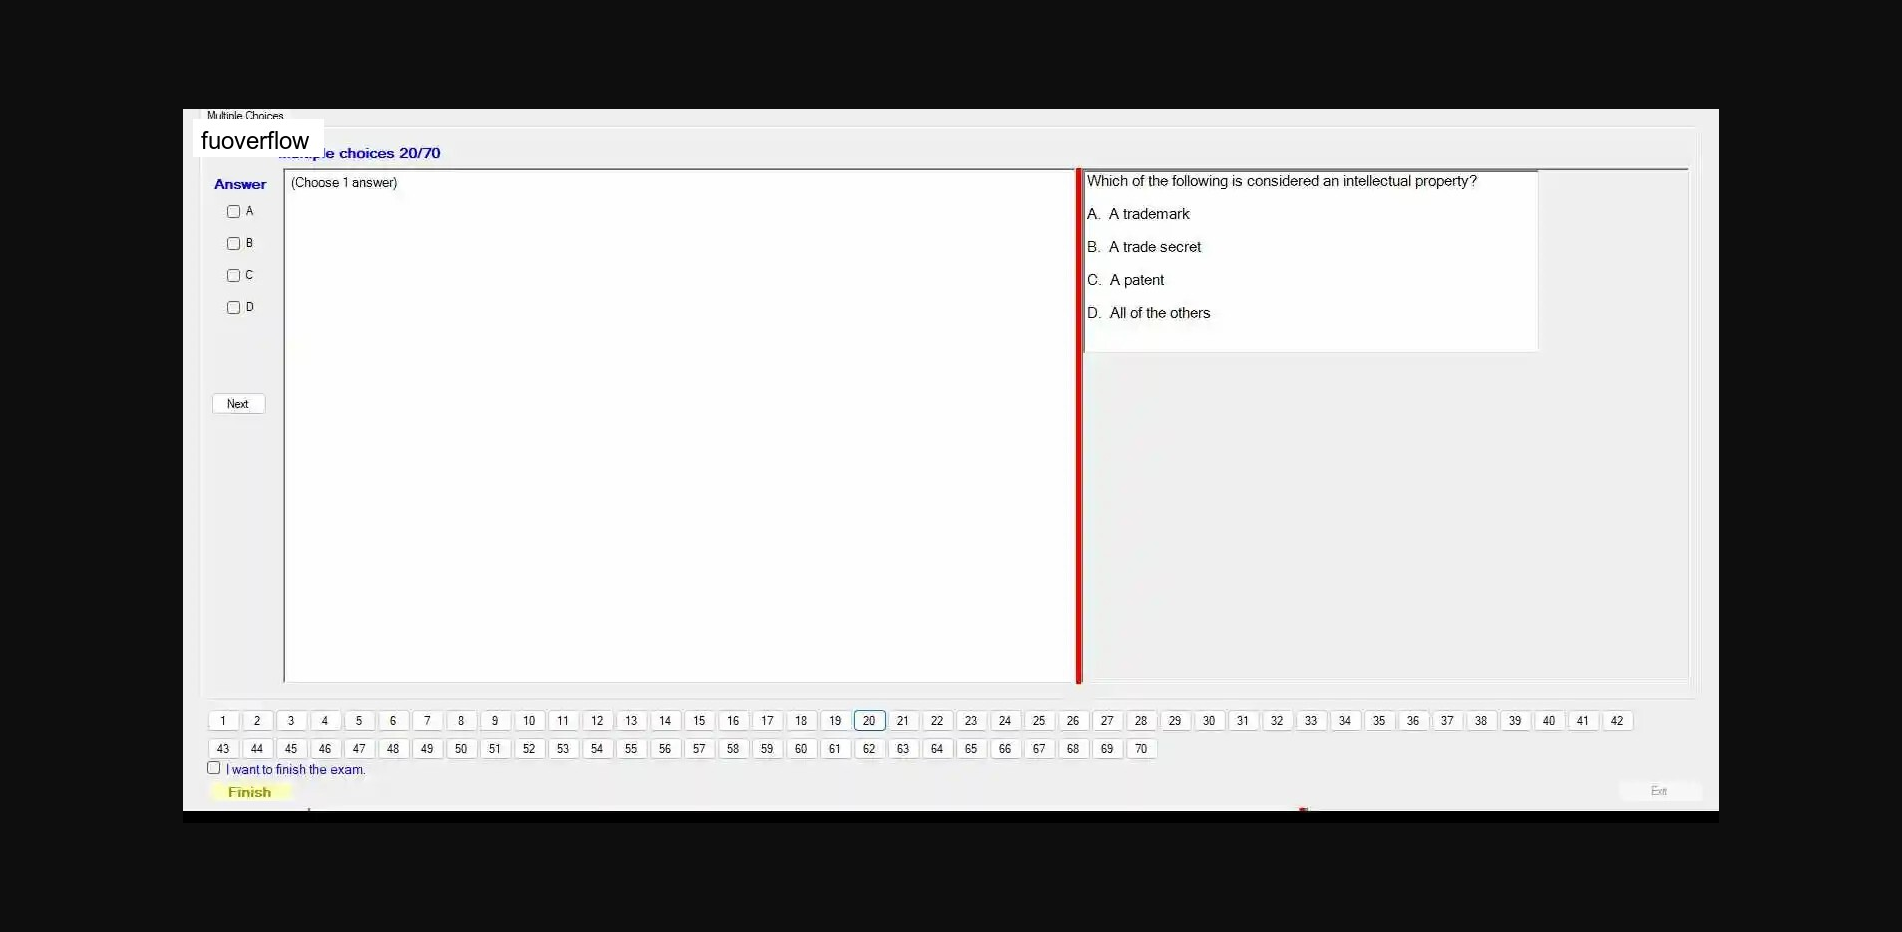 Multiple Choices
fuoverflow
choices 20/70
Answer
(Choose 1 answer)
A
B
C
D
Next
Which of the following is considered an intellectual property?
A. A trademark
B. A trade secret
C. A patent
D. All of the others
1 2 3 4 5 6 7 8 9 10 11 12 13 14 15 16 17 18 19 20 21 22 23 24 25 26 27 28 29 30 31 32 33 34 35 36 37 38 39 40 41 42
43 44 45 46 47 48 49 50 51 52 53 54 55 56 57 58 59 60 61 62 63 64 65 66 67 68 69 70
I want to finish the exam.
Finish
Exit